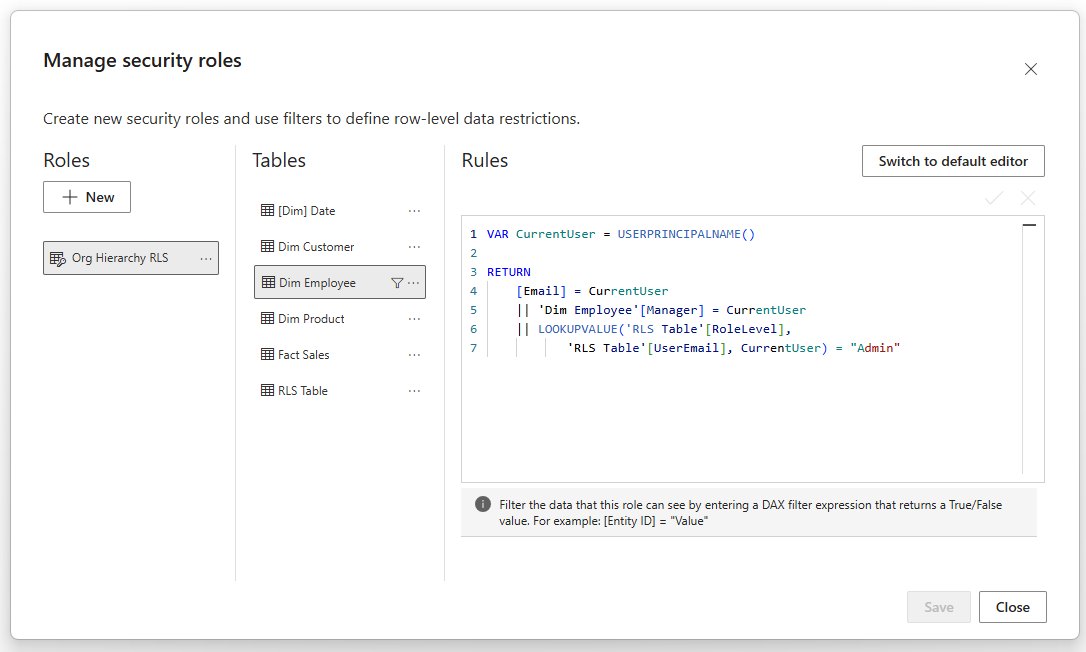 Manage security roles
Create new security roles and use filters to define row-level data restrictions.
Roles
New
Org Hierarchy RLS
Tables
[Dim] Date
Dim Customer
Dim Employee
Dim Product
Fact Sales
RLS Table
Rules
Switch to default editor
1 VAR CurrentUser = USERPRINCIPALNAME()
2
3 RETURN
4 [Email] = CurrentUser
5 || 'Dim Employee'[Manager] = CurrentUser
6 || LOOKUPVALUE('RLS Table'[RoleLevel],
7 'RLS Table'[UserEmail], CurrentUser) = "Admin"
Filter the data that this role can see by entering a DAX filter expression that returns a True/False
value. For example: [Entity ID] = "Value"
Save
Close